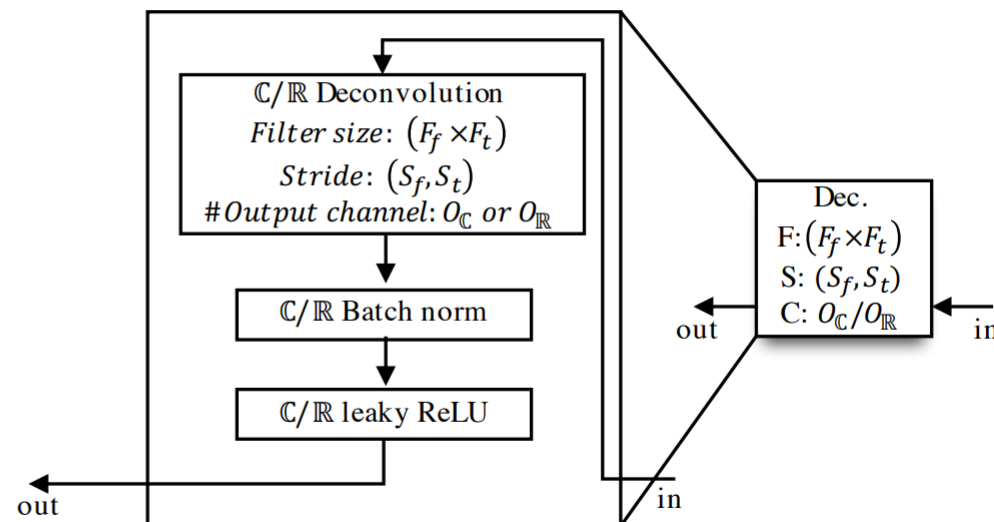 ℂ/ℝ Deconvolution
Filter size: (F_f×F_t)
Stride: (S_f,S_t)
#Output channel: O_ℂ or O_ℝ
ℂ/ℝ Batch norm
ℂ/ℝ leaky ReLU
out
in
Dec.
F:(F_f×F_t)
S: (S_f,S_t)
C: O_ℂ/O_ℝ
out
in